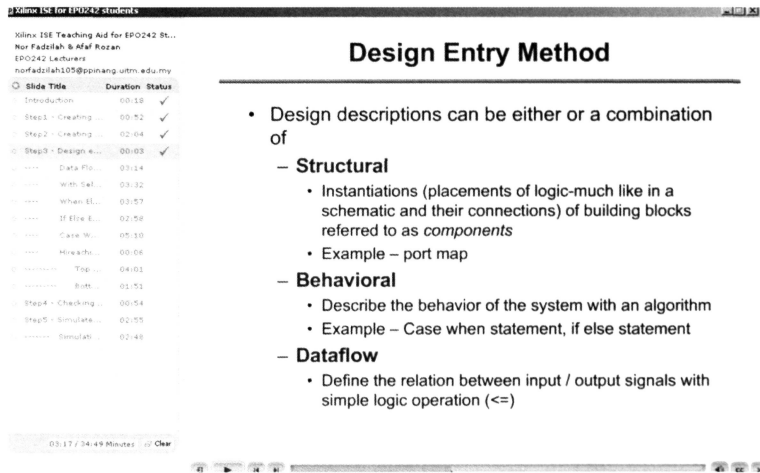 Xilinx ISE for EPO242 students
Xilinx ISE Teaching Aid for EPO242 St...
Nor Fadzilah & Afaf Rozan
EPO242 Lecturers
norfadzilah105@ppinang.uitm.edu.my
Slide Title Duration Status
Introduction 00:18
Step1 - Creating ... 00:52
Step2 - Creating ... 02:04
Step3 - Design e... 00:03
---- Data Flo... 03:14
---- With Sel... 03:32
---- When El... 03:57
---- If Else E... 02:58
---- Case W... 05:10
---- Hirearchi... 00:06
--------- Top ... 04:01
--------- Bott... 01:51
Step4 - Checking ... 00:54
Step5 - Simulate... 02:55
------- Simulati... 02:48
03:17 / 34:49 Minutes Clear
Design Entry Method
• Design descriptions can be either or a combination
of
– Structural
• Instantiations (placements of logic-much like in a
schematic and their connections) of building blocks
referred to as components
• Example – port map
– Behavioral
• Describe the behavior of the system with an algorithm
• Example – Case when statement, if else statement
– Dataflow
• Define the relation between input / output signals with
simple logic operation (<=)
CC